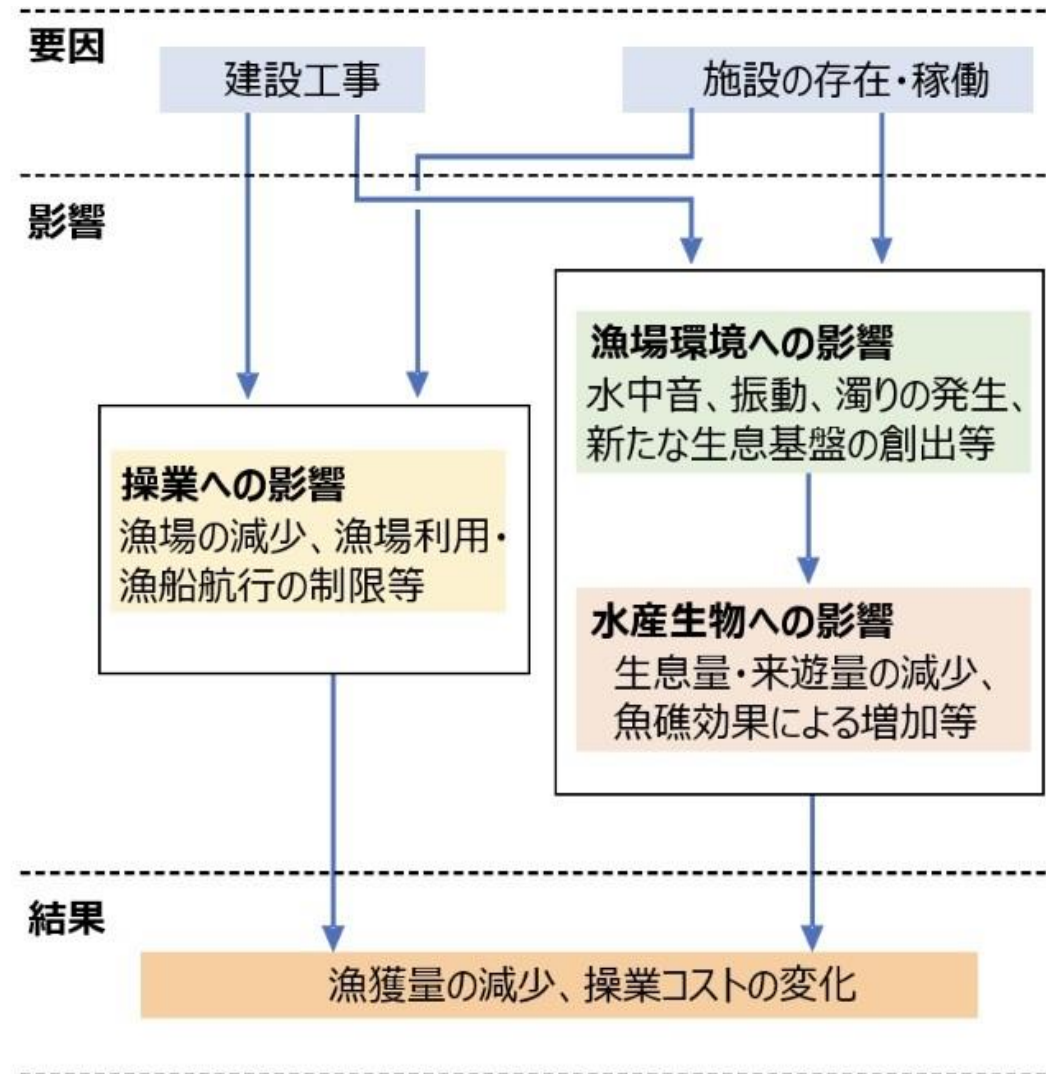 要因
建設工事
施設の存在・稼働
影響
操業への影響
漁場の減少、漁場利用・
漁船航行の制限等
漁場環境への影響
水中音、振動、濁りの発生、
新たな生息基盤の創出等
水産生物への影響
生息量・来遊量の減少、
魚礁効果による増加等
結果
漁獲量の減少、操業コストの変化